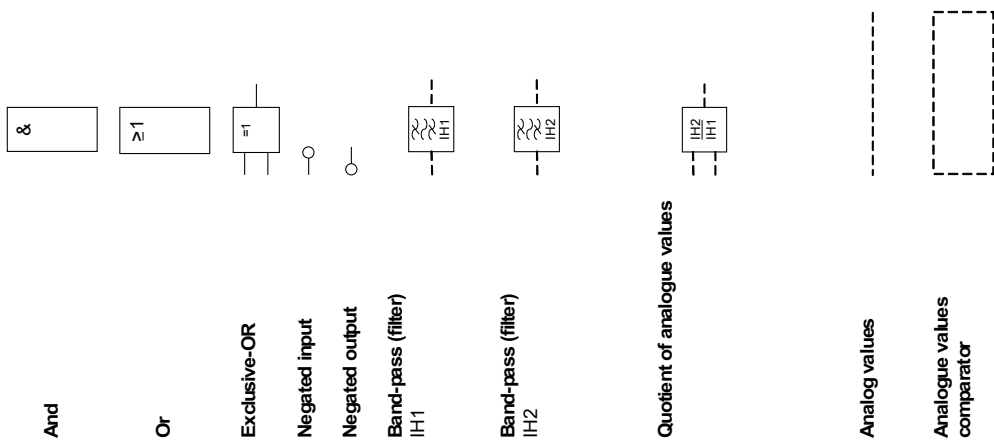 And
&
Or
≥1
Exclusive-OR
=1
Negated input
Negated output
Band-pass (filter)
IH1
IH1
Band-pass (filter)
IH2
IH2
Quotient of analogue values
IH2
IH1
Analog values
Analogue values
comparator